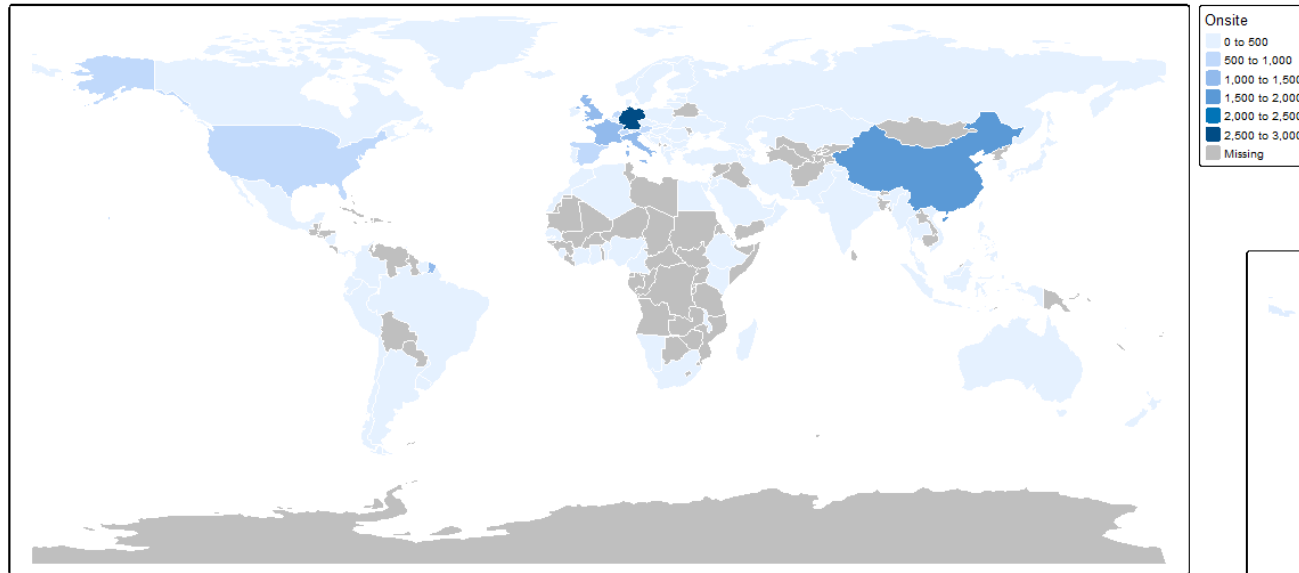 Onsite
0 to 500
500 to 1,000
1,000 to 1,500
1,500 to 2,000
2,000 to 2,500
2,500 to 3,000
Missing